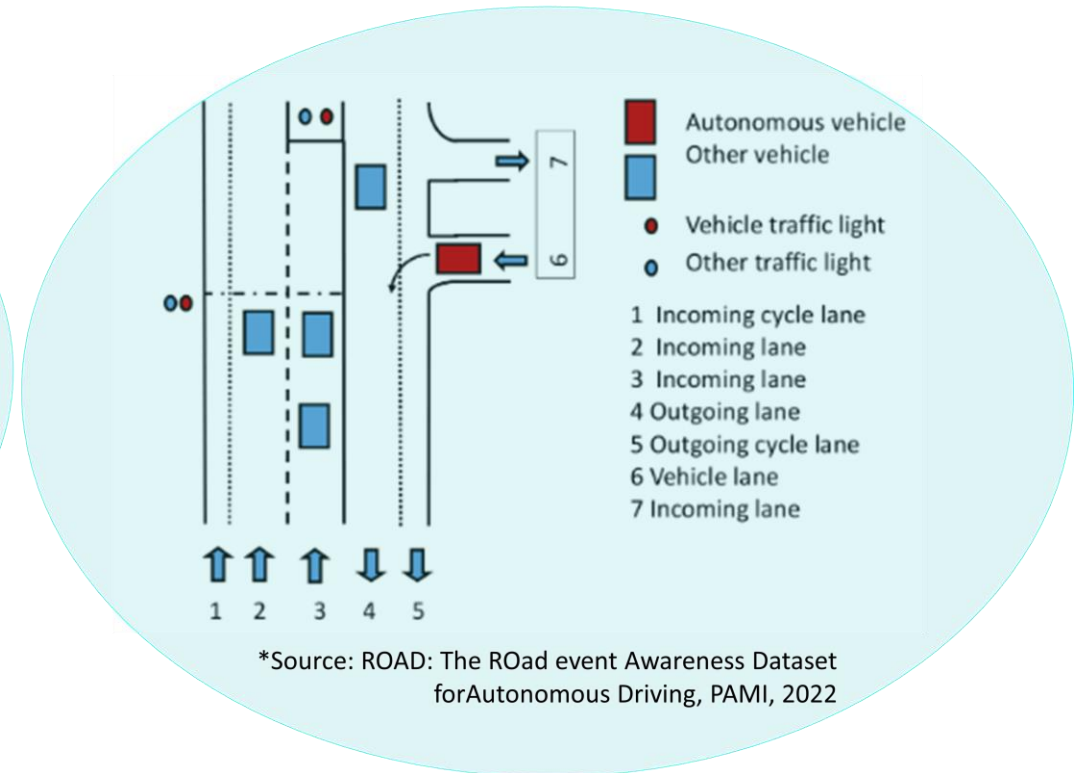 7
6
Autonomous vehicle
Other vehicle
Vehicle traffic light
Other traffic light
1 Incoming cycle lane
2 Incoming lane
3 Incoming lane
4 Outgoing lane
5 Outgoing cycle lane
6 Vehicle lane
7 Incoming lane
1 2 3 4 5
*Source: ROAD: The ROad event Awareness Dataset
forAutonomous Driving, PAMI, 2022